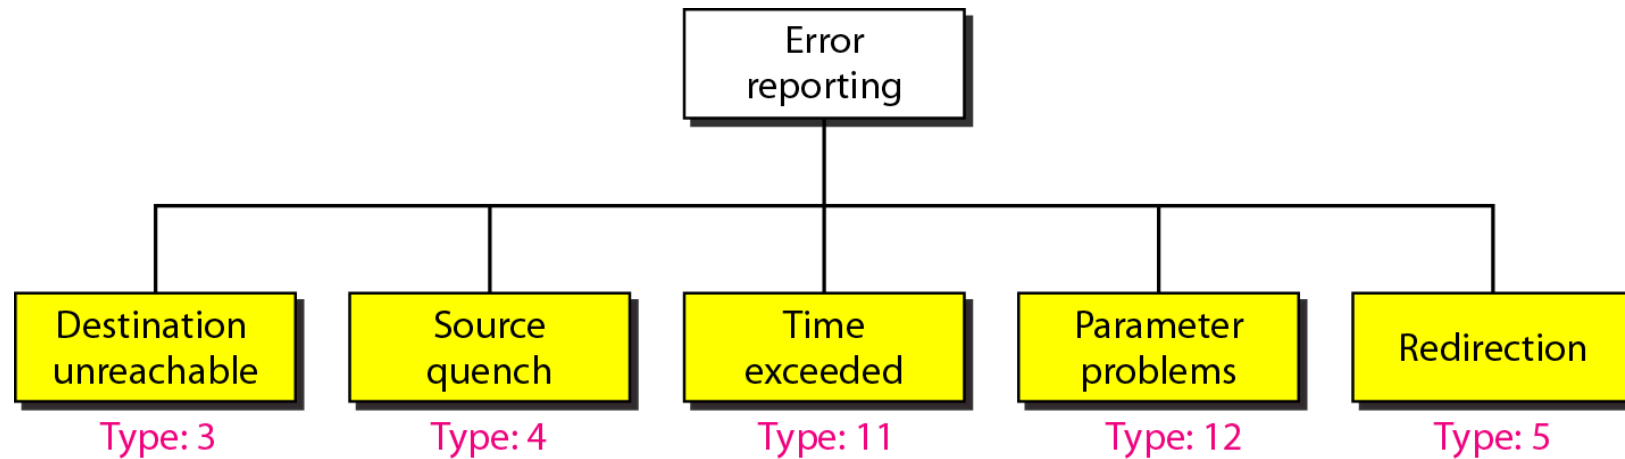 Error
reporting
Destination
unreachable
Source
quench
Time
exceeded
Parameter
problems
Redirection
Type: 3
Type: 4
Type: 11
Type: 12
Type: 5